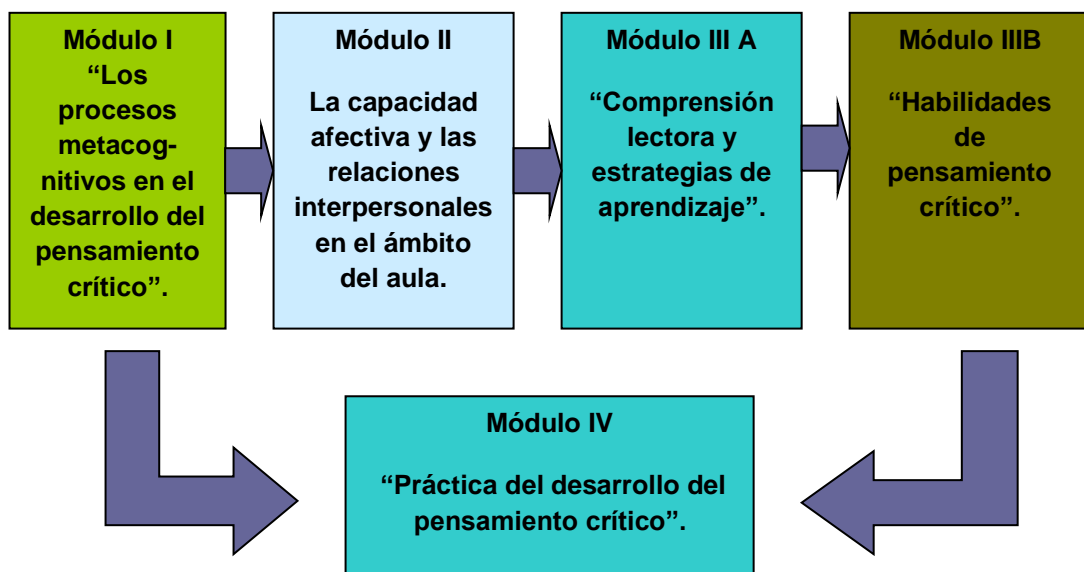 Módulo I
“Los
procesos
metacog-
nitivos en el
desarrollo del
pensamiento
crítico”.
Módulo II
La capacidad
afectiva y las
relaciones
interpersonales
en el ámbito
del aula.
Módulo III A
“Comprensión
lectora y
estrategias de
aprendizaje”.
Módulo IIIB
“Habilidades
de
pensamiento
crítico”.
Módulo IV
“Práctica del desarrollo del
pensamiento crítico”.